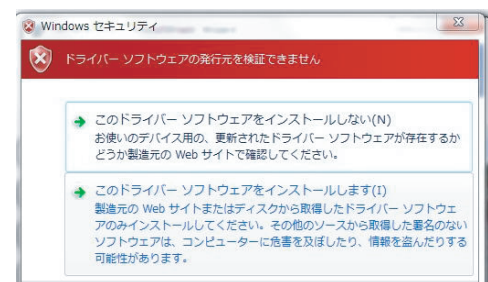 Windows セキュリティ
ドライバー ソフトウェアの発行元を検証できません
このドライバー ソフトウェアをインストールしない(N)
お使いのデバイス用の、更新されたドライバー ソフトウェアが存在するか
どうか製造元の Web サイトで確認してください。
このドライバー ソフトウェアをインストールします(I)
製造元の Web サイトまたはディスクから取得したドライバー ソフトウェ
アのみインストールしてください。その他のソースから取得した署名のない
ソフトウェアは、コンピューターに危害を及ぼしたり、情報を盗んだりする
可能性があります。